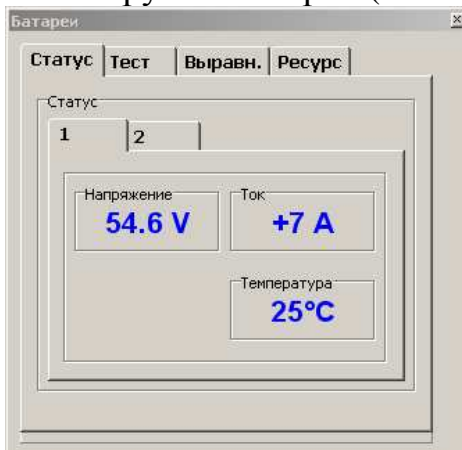 Батареи
Статус Тест Выравн. Ресурс
Статус
1 2
Напряжение Ток
54.6 V +7 A
Температура
25°C